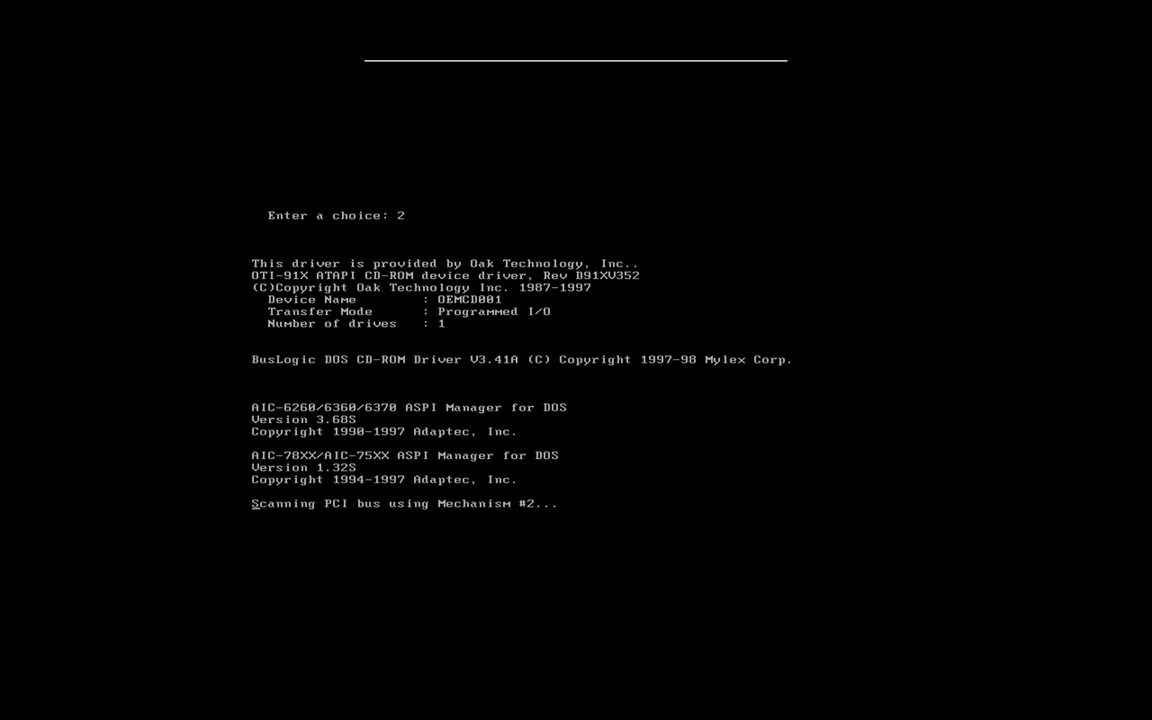 Enter a choice: 2
This driver is provided by Oak Technology, Inc..
OTI-91X ATAPI CD-ROM device driver, Rev D91XV352
(C)Copyright Oak Technology Inc. 1987-1997
Device Name : OEMCD001
Transfer Mode : Programmed I/O
Number of drives : 1
BusLogic DOS CD-ROM Driver V3.41A (C) Copyright 1997-98 Mylex Corp.
AIC-6260/6360/6370 ASPI Manager for DOS
Version 3.68S
Copyright 1990-1997 Adaptec, Inc.
AIC-78XX/AIC-75XX ASPI Manager for DOS
Version 1.32S
Copyright 1994-1997 Adaptec, Inc.
Scanning PCI bus using Mechanism #2...